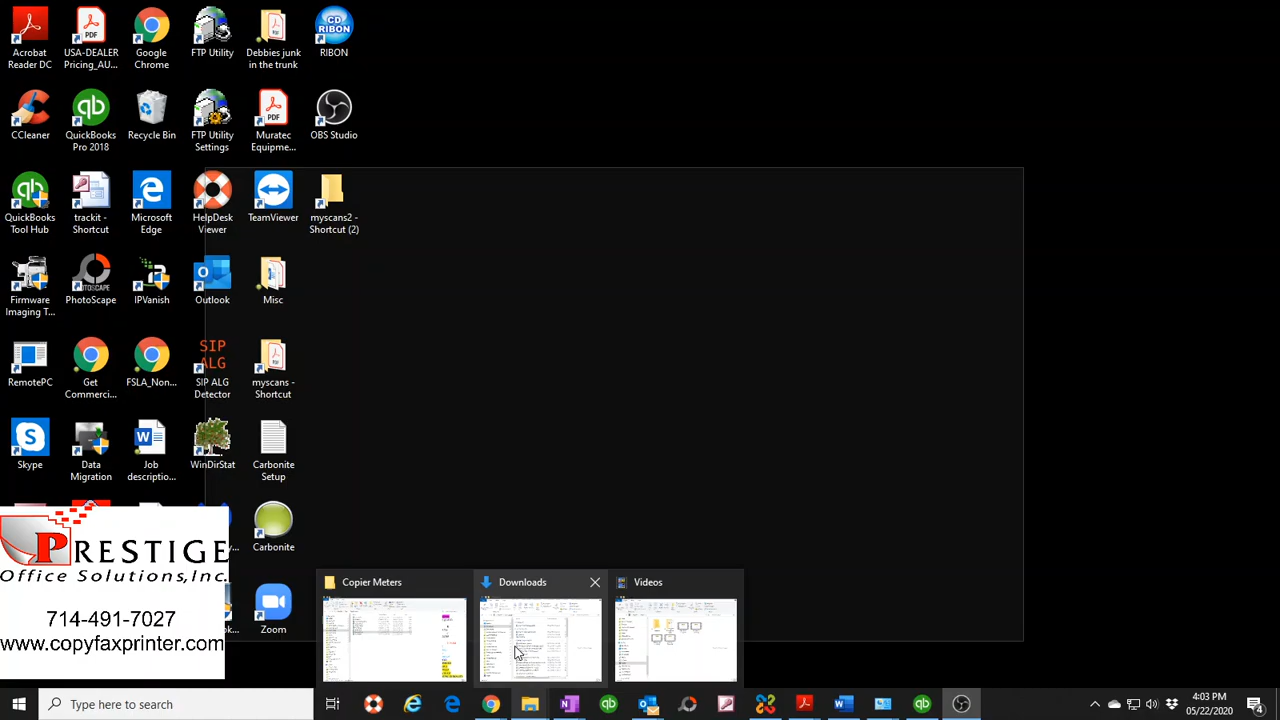 Acrobat
Reader DC
USA-DEALER
Pricing_AU...
Google
Chrome
FTP Utility
Debbies junk
in the trunk
CD
RIBON
RIBON
CCleaner
QuickBooks
Pro 2018
Recycle Bin
FTP Utility
Settings
Muratec
Equipme...
OBS Studio
QuickBooks
Tool Hub
trackit -
Shortcut
Microsoft
Edge
HelpDesk
Viewer
TeamViewer
myscans2 -
Shortcut (2)
Firmware
Imaging T...
PhotoScape
IPVanish
Outlook
Misc
RemotePC
Get
Commerci...
FSLA_Non...
SIP
ALG
SIP ALG
Detector
myscans -
Shortcut
Skype
Data
Migration
Job
descriptio...
WinDirStat
Carbonite
Setup
Carbonite
Zoom
PRESTIGE
Office Solutions,Inc.
714-491-7027
www.copyfaxprinter.com
Copier Meters
Downloads
Videos
Type here to search
4:03 PM
05/22/2020
4